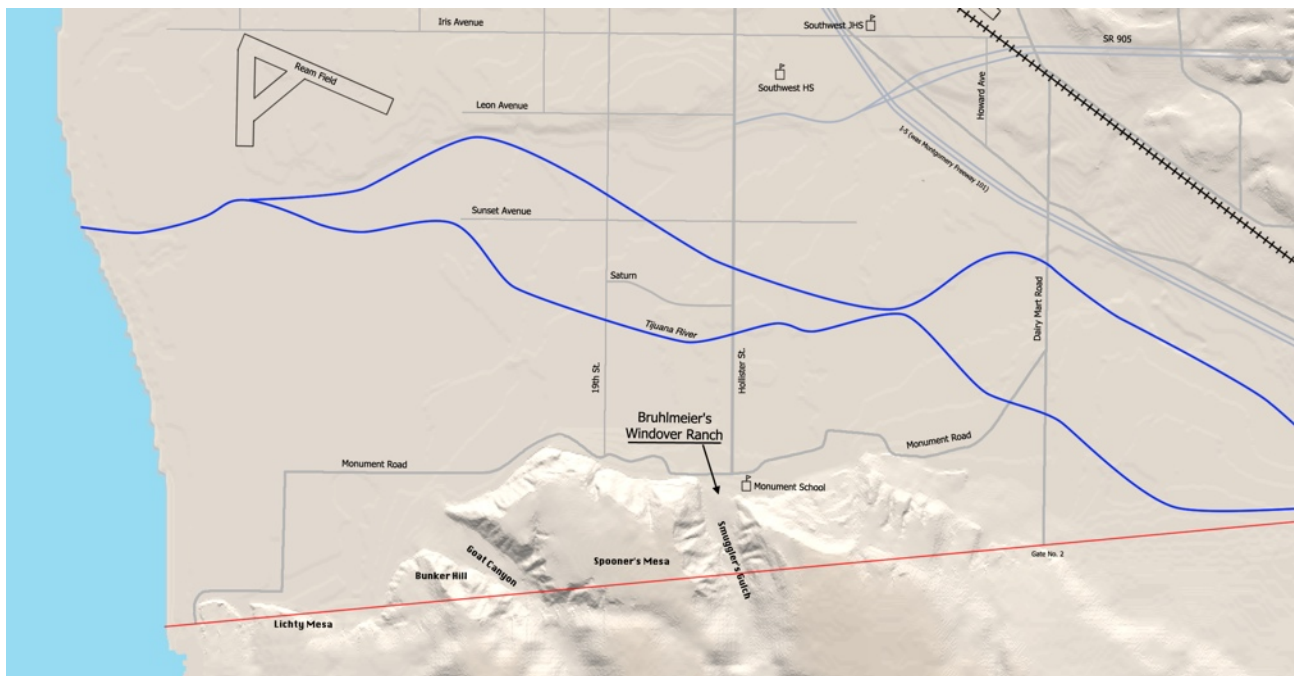 Iris Avenue
Southwest JHS
SR 905
Ream Field
Southwest HS
Howard Ave
Leon Avenue
I-5 (was Montgomery Freeway 101)
Sunset Avenue
Saturn
Tijuana River
Dairy Mart Road
19th St.
Hollister St.
Bruhlmeier's
Windover Ranch
Monument Road
Monument Road
Monument School
Smuggler's Gulch
Goat Canyon
Spooner's Mesa
Bunker Hill
Gate No. 2
Lichty Mesa